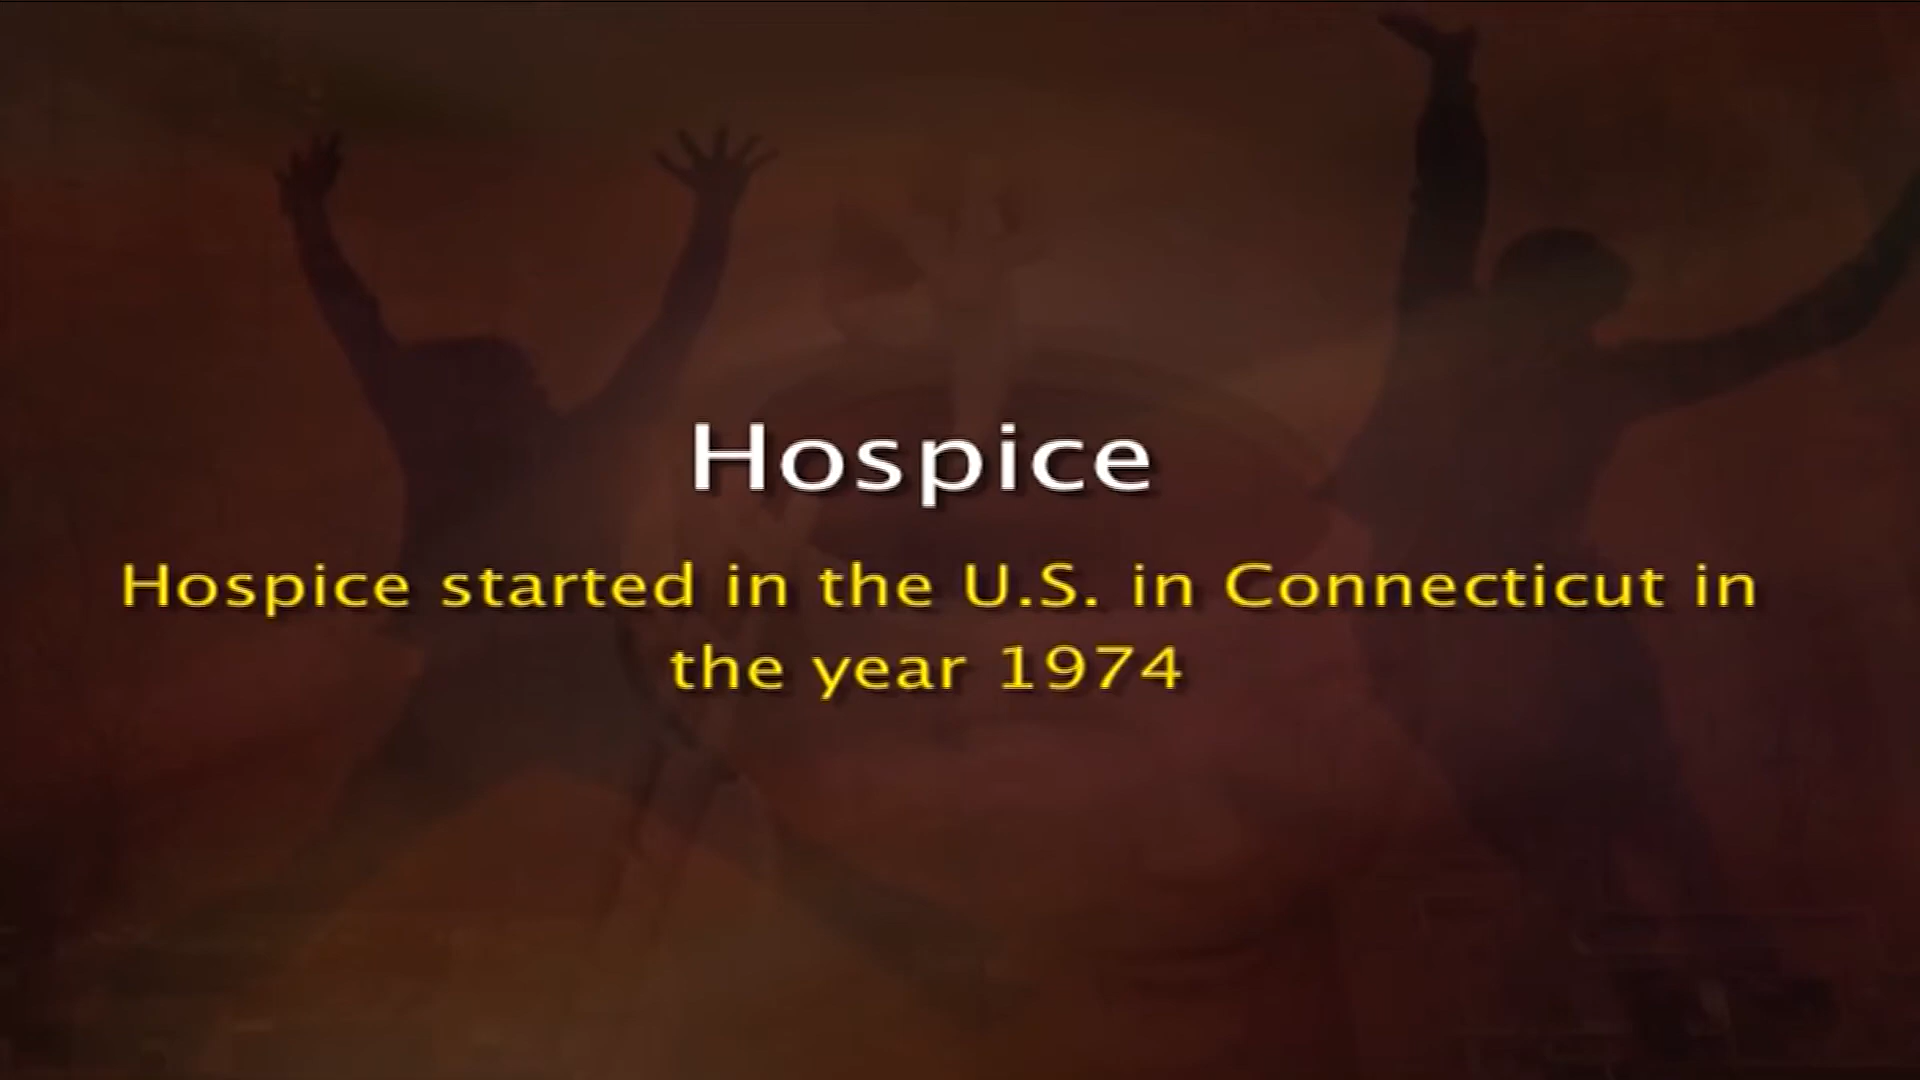 Hospice
Hospice started in the U.S. in Connecticut in
the year 1974